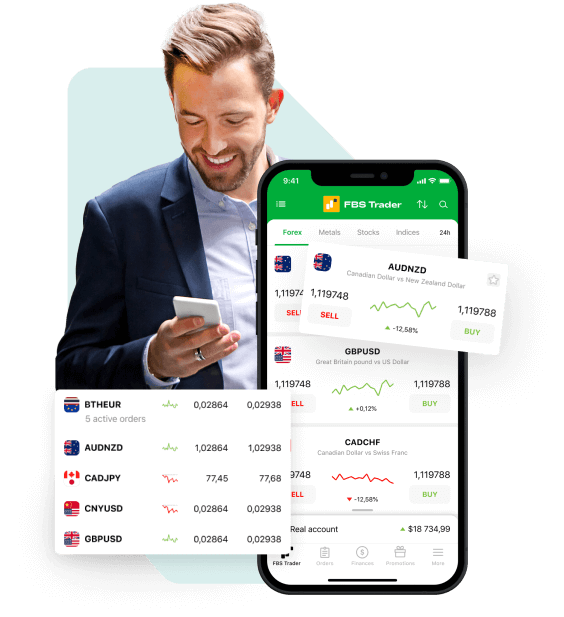 9:41
FBS Trader
Forex Metals Stocks Indices 24h
AUDNZD
Canadian Dollar vs New Zealand Dollar
1,119748 1,119748 1,119788
SELL SELL -12,58% BUY
GBPUSD
Great Britain pound vs US Dollar
1,119748 1,119788
ELL +0,12% BUY
CADCHF
Canadian Dollar vs Swiss Franc
9748 1,119788
ELL -12,58% BUY
Real account $18 734,99
FBS Trader Orders Finances Promotions More
BTHEUR 0,02864 0,02938
5 active orders
AUDNZD 1,02864 1,02938
CADJPY 77,45 77,68
CNYUSD 0,02864 0,02938
GBPUSD 0,02864 0,02938